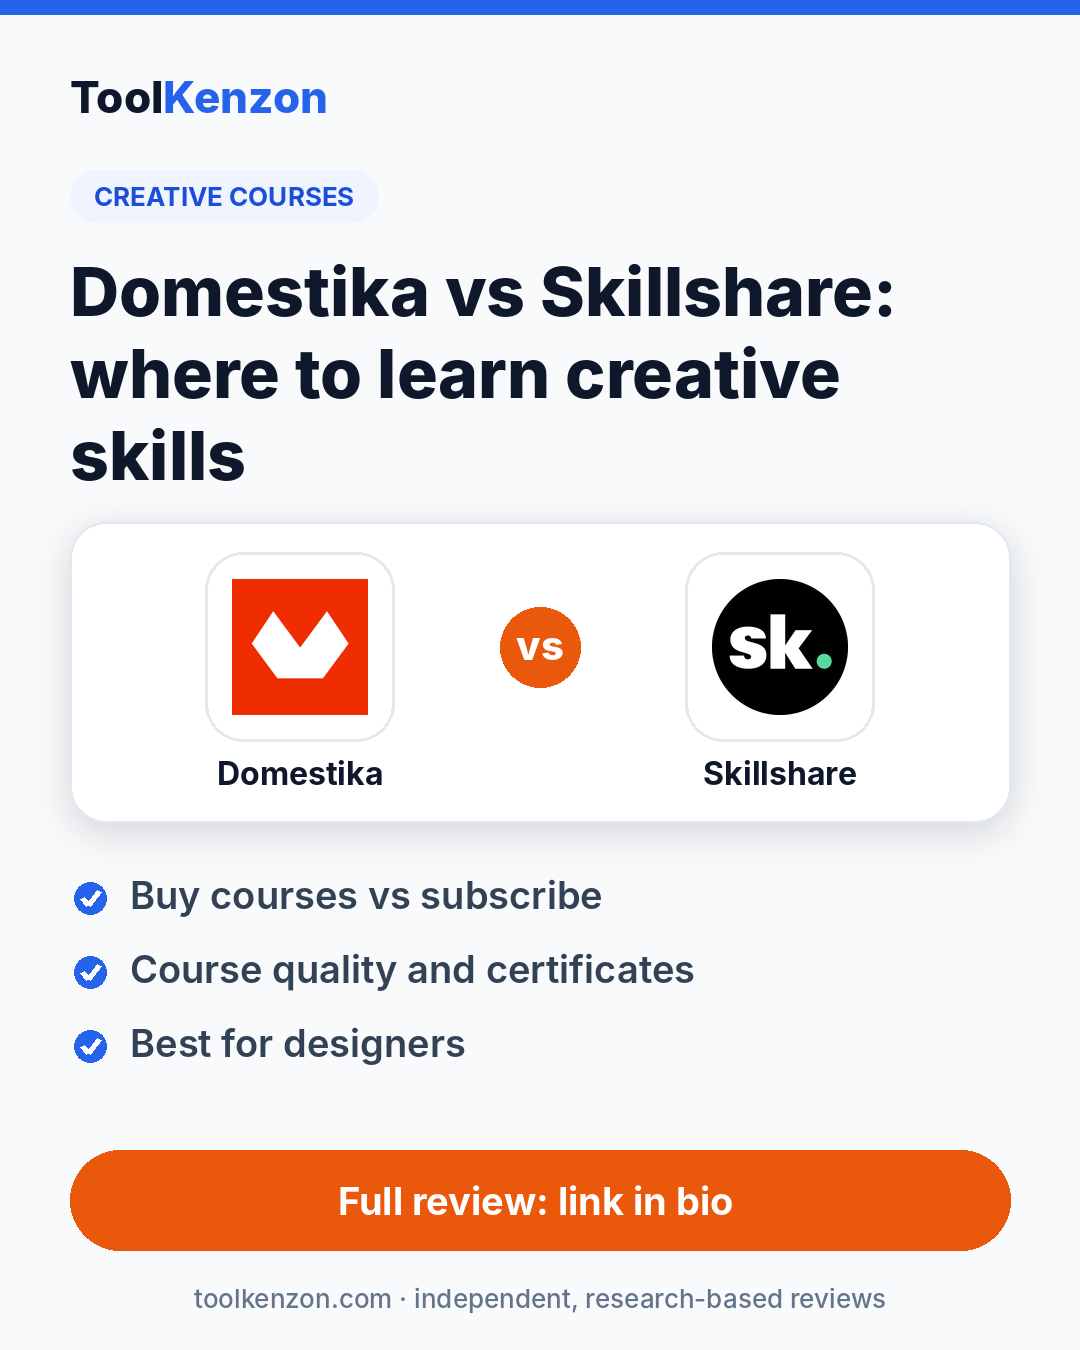 ToolKenzon
CREATIVE COURSES
Domestika vs Skillshare:
where to learn creative
skills
vs
sk.
Domestika
Skillshare
Buy courses vs subscribe
Course quality and certificates
Best for designers
Full review: link in bio
toolkenzon.com · independent, research-based reviews